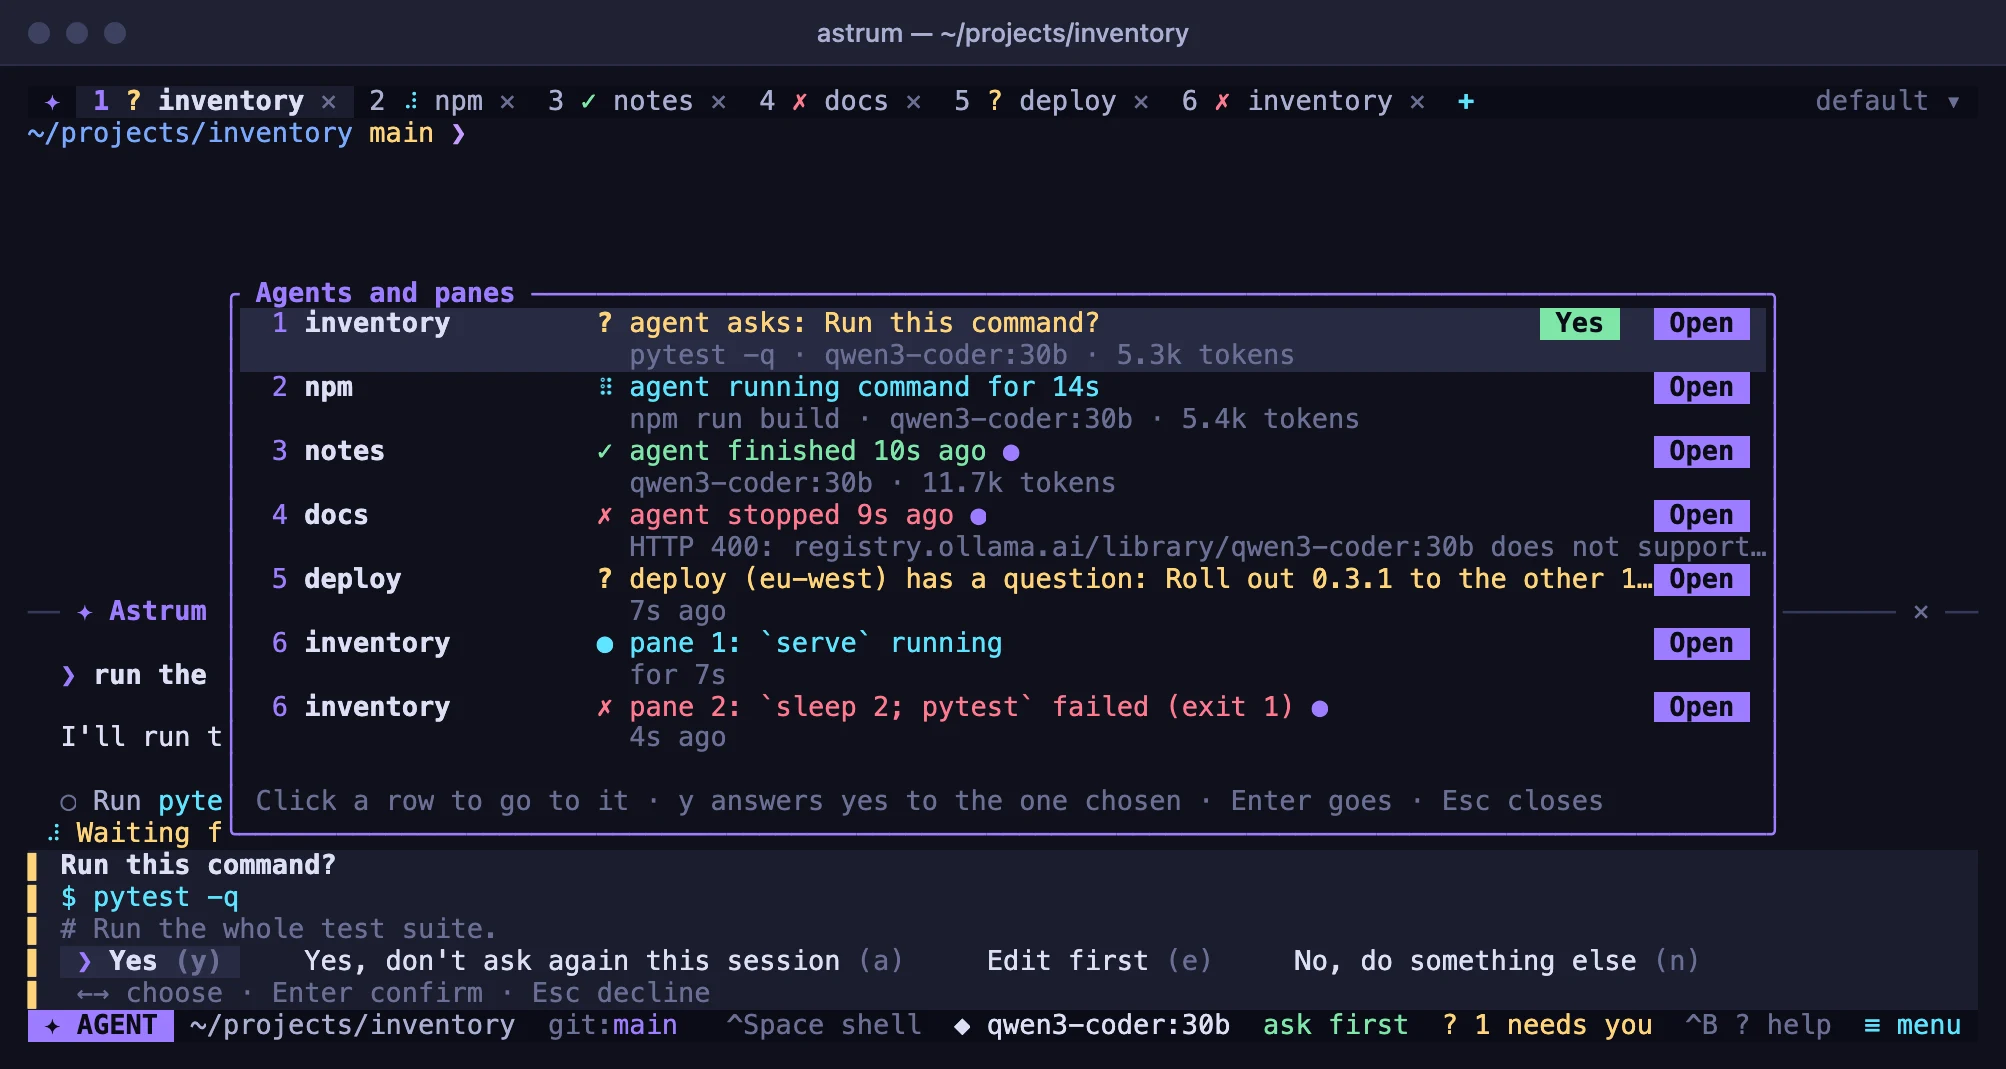 astrum — ~/projects/inventory
✦ 1 ? inventory × 2 ⠼ npm × 3 ✓ notes × 4 ✗ docs × 5 ? deploy × 6 ✗ inventory × + default ▾
~/projects/inventory main ❯
Agents and panes
1 inventory ? agent asks: Run this command? Yes Open
pytest -q · qwen3-coder:30b · 5.3k tokens
2 npm ⠿ agent running command for 14s Open
npm run build · qwen3-coder:30b · 5.4k tokens
3 notes ✓ agent finished 10s ago ● Open
qwen3-coder:30b · 11.7k tokens
4 docs ✗ agent stopped 9s ago ● Open
HTTP 400: registry.ollama.ai/library/qwen3-coder:30b does not support…
5 deploy ? deploy (eu-west) has a question: Roll out 0.3.1 to the other 1… Open
7s ago
✦ Astrum ×
6 inventory ● pane 1: `serve` running Open
for 7s
❯ run the
6 inventory ✗ pane 2: `sleep 2; pytest` failed (exit 1) ● Open
4s ago
I'll run t
○ Run pyte
Click a row to go to it · y answers yes to the one chosen · Enter goes · Esc closes
Waiting f
Run this command?
$ pytest -q
# Run the whole test suite.
❯ Yes (y) Yes, don't ask again this session (a) Edit first (e) No, do something else (n)
←→ choose · Enter confirm · Esc decline
✦ AGENT ~/projects/inventory git:main ^Space shell ◆ qwen3-coder:30b ask first ? 1 needs you ^B ? help ≡ menu